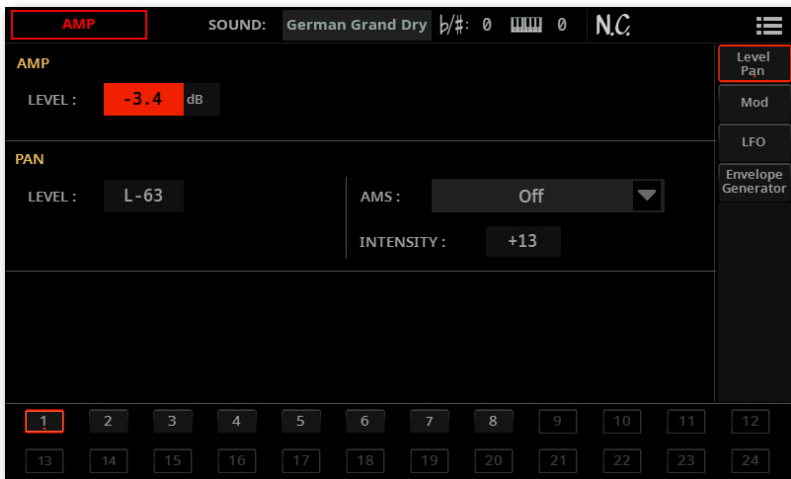 AMP SOUND: German Grand Dry ♭/♯: 0 0 N.C.
AMP
LEVEL : -3.4 dB
PAN
LEVEL : L-63
AMS : Off
INTENSITY : +13
Level
Pan
Mod
LFO
Envelope
Generator
1 2 3 4 5 6 7 8 9 10 11 12
13 14 15 16 17 18 19 20 21 22 23 24